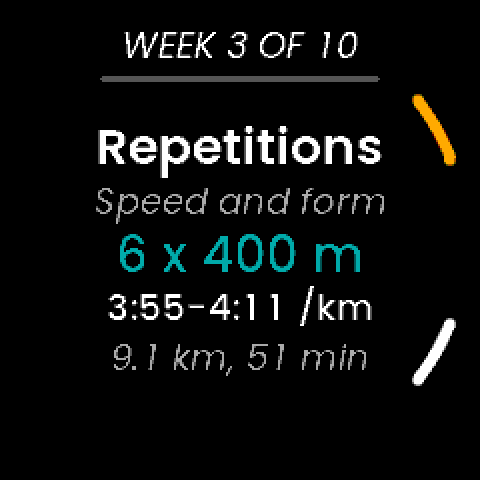 WEEK 3 OF 10
Repetitions
Speed and form
6 x 400 m
3:55-4:11 /km
9.1 km, 51 min